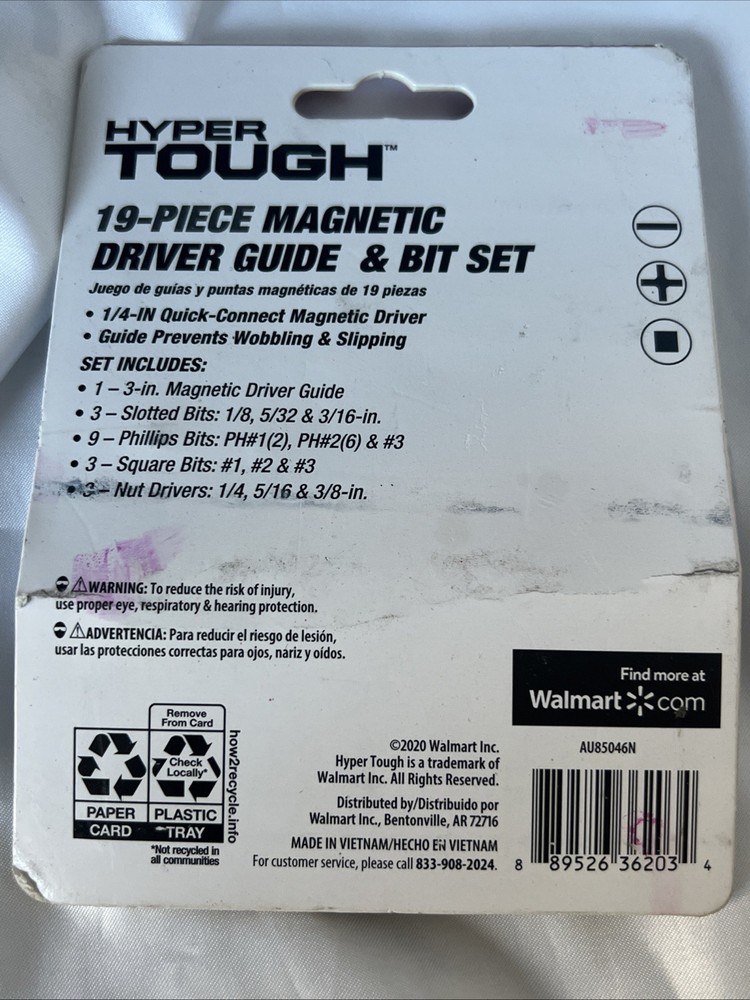 HYPER
TOUGH™
19-PIECE MAGNETIC
DRIVER GUIDE & BIT SET
Juego de guías y puntas magnéticas de 19 piezas
• 1/4-IN Quick-Connect Magnetic Driver
• Guide Prevents Wobbling & Slipping
SET INCLUDES:
• 1 – 3-in. Magnetic Driver Guide
• 3 – Slotted Bits: 1/8, 5/32 & 3/16-in.
• 9 – Phillips Bits: PH#1(2), PH#2(6) & #3
• 3 – Square Bits: #1, #2 & #3
• 3 – Nut Drivers: 1/4, 5/16 & 3/8-in.
⚠WARNING: To reduce the risk of injury,
use proper eye, respiratory & hearing protection.
⚠ADVERTENCIA: Para reducir el riesgo de lesión,
usar las protecciones correctas para ojos, nariz y oídos.
Find more at
Walmart com
AU85046N
Remove
From Card
Check
Locally*
PAPER
CARD
PLASTIC
TRAY
how2recycle.info
*Not recycled in
all communities
©2020 Walmart Inc.
Hyper Tough is a trademark of
Walmart Inc. All Rights Reserved.
Distributed by/Distribuido por
Walmart Inc., Bentonville, AR 72716
MADE IN VIETNAM/HECHO EN VIETNAM
For customer service, please call 833-908-2024.
8 89526 36203 4